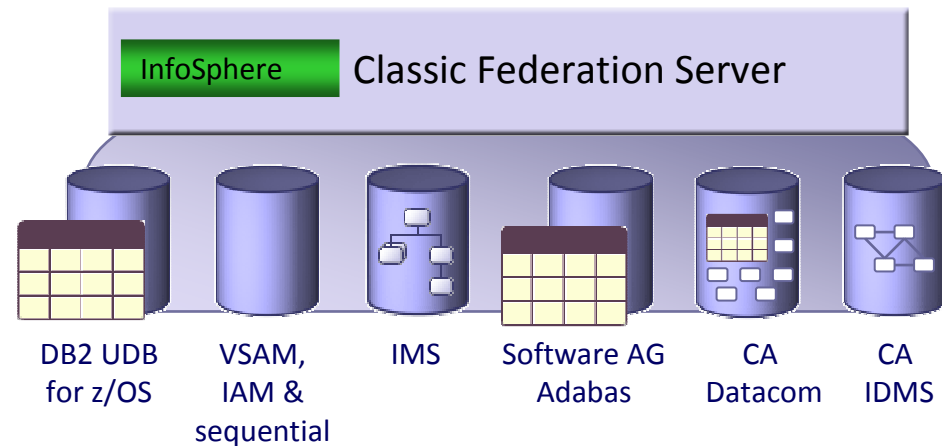 InfoSphere Classic Federation Server
DB2 UDB
for z/OS
VSAM,
IAM &
sequential
IMS
Software AG
Adabas
CA
Datacom
CA
IDMS